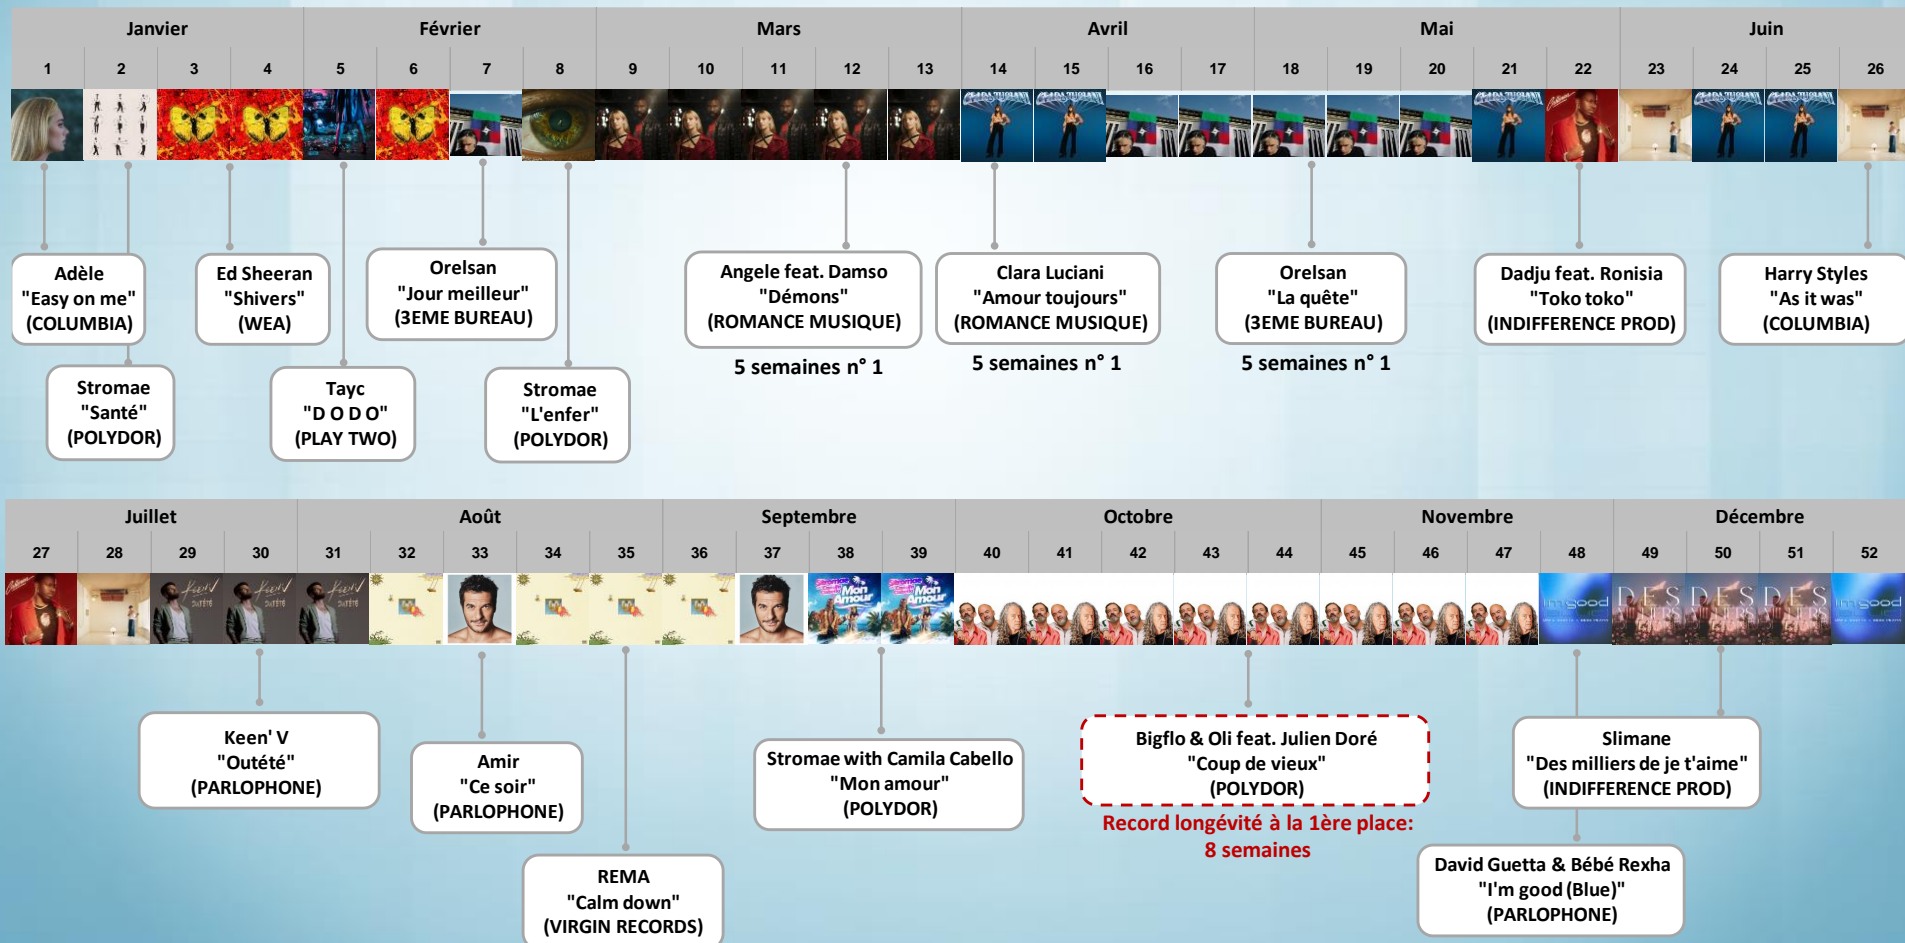 Janvier Février Mars Avril Mai Juin
1 2 3 4 5 6 7 8 9 10 11 12 13 14 15 16 17 18 19 20 21 22 23 24 25 26
Adèle
"Easy on me"
(COLUMBIA)
Stromae
"Santé"
(POLYDOR)
Ed Sheeran
"Shivers"
(WEA)
Tayc
"D O D O"
(PLAY TWO)
Orelsan
"Jour meilleur"
(3EME BUREAU)
Stromae
"L'enfer"
(POLYDOR)
Angele feat. Damso
"Démons"
(ROMANCE MUSIQUE)
5 semaines n° 1
Clara Luciani
"Amour toujours"
(ROMANCE MUSIQUE)
5 semaines n° 1
Orelsan
"La quête"
(3EME BUREAU)
5 semaines n° 1
Dadju feat. Ronisia
"Toko toko"
(INDIFFERENCE PROD)
Harry Styles
"As it was"
(COLUMBIA)
Juillet Août Septembre Octobre Novembre Décembre
27 28 29 30 31 32 33 34 35 36 37 38 39 40 41 42 43 44 45 46 47 48 49 50 51 52
Keen' V
"Outété"
(PARLOPHONE)
Amir
"Ce soir"
(PARLOPHONE)
REMA
"Calm down"
(VIRGIN RECORDS)
Stromae with Camila Cabello
"Mon amour"
(POLYDOR)
Bigflo & Oli feat. Julien Doré
"Coup de vieux"
(POLYDOR)
Record longévité à la 1ère place:
8 semaines
Slimane
"Des milliers de je t'aime"
(INDIFFERENCE PROD)
David Guetta & Bébé Rexha
"I'm good (Blue)"
(PARLOPHONE)